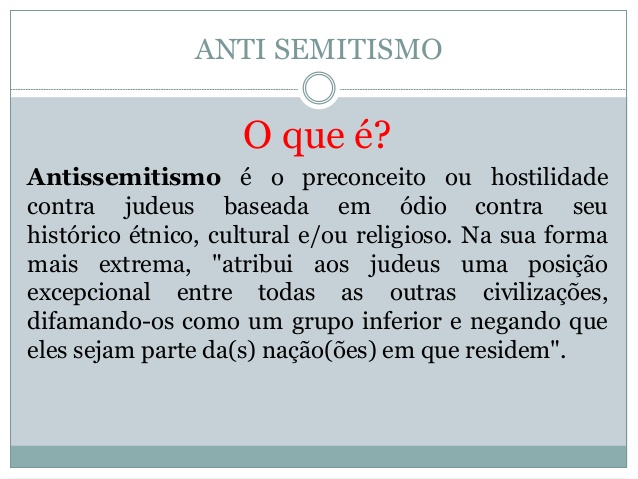 ANTI SEMITISMO
O que é?
Antissemitismo é o preconceito ou hostilidade
contra judeus baseada em ódio contra seu
histórico étnico, cultural e/ou religioso. Na sua forma
mais extrema, "atribui aos judeus uma posição
excepcional entre todas as outras civilizações,
difamando-os como um grupo inferior e negando que
eles sejam parte da(s) nação(ões) em que residem".